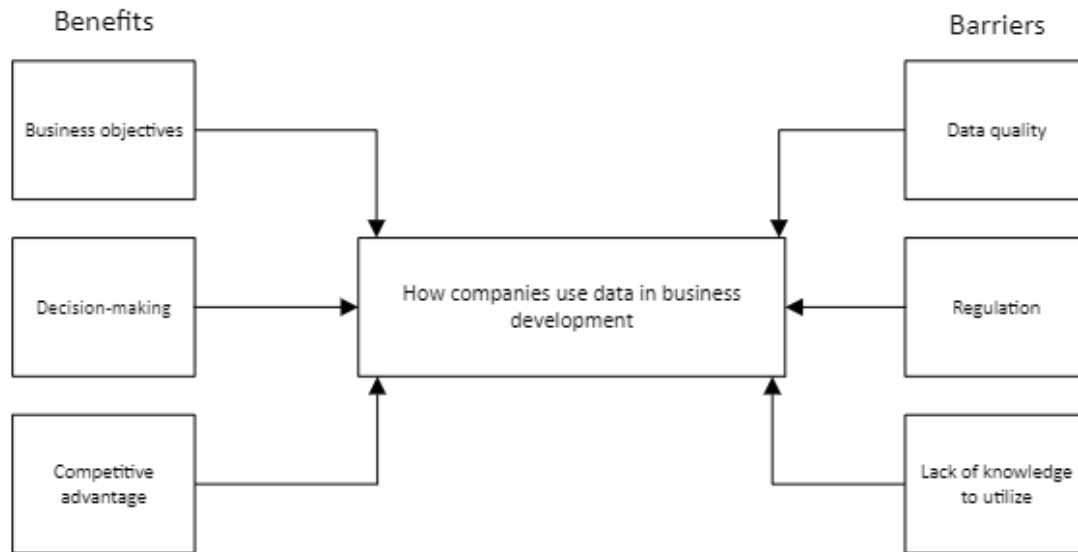 Benefits
Barriers
Business objectives
Data quality
Decision-making
How companies use data in business
development
Regulation
Competitive
advantage
Lack of knowledge
to utilize